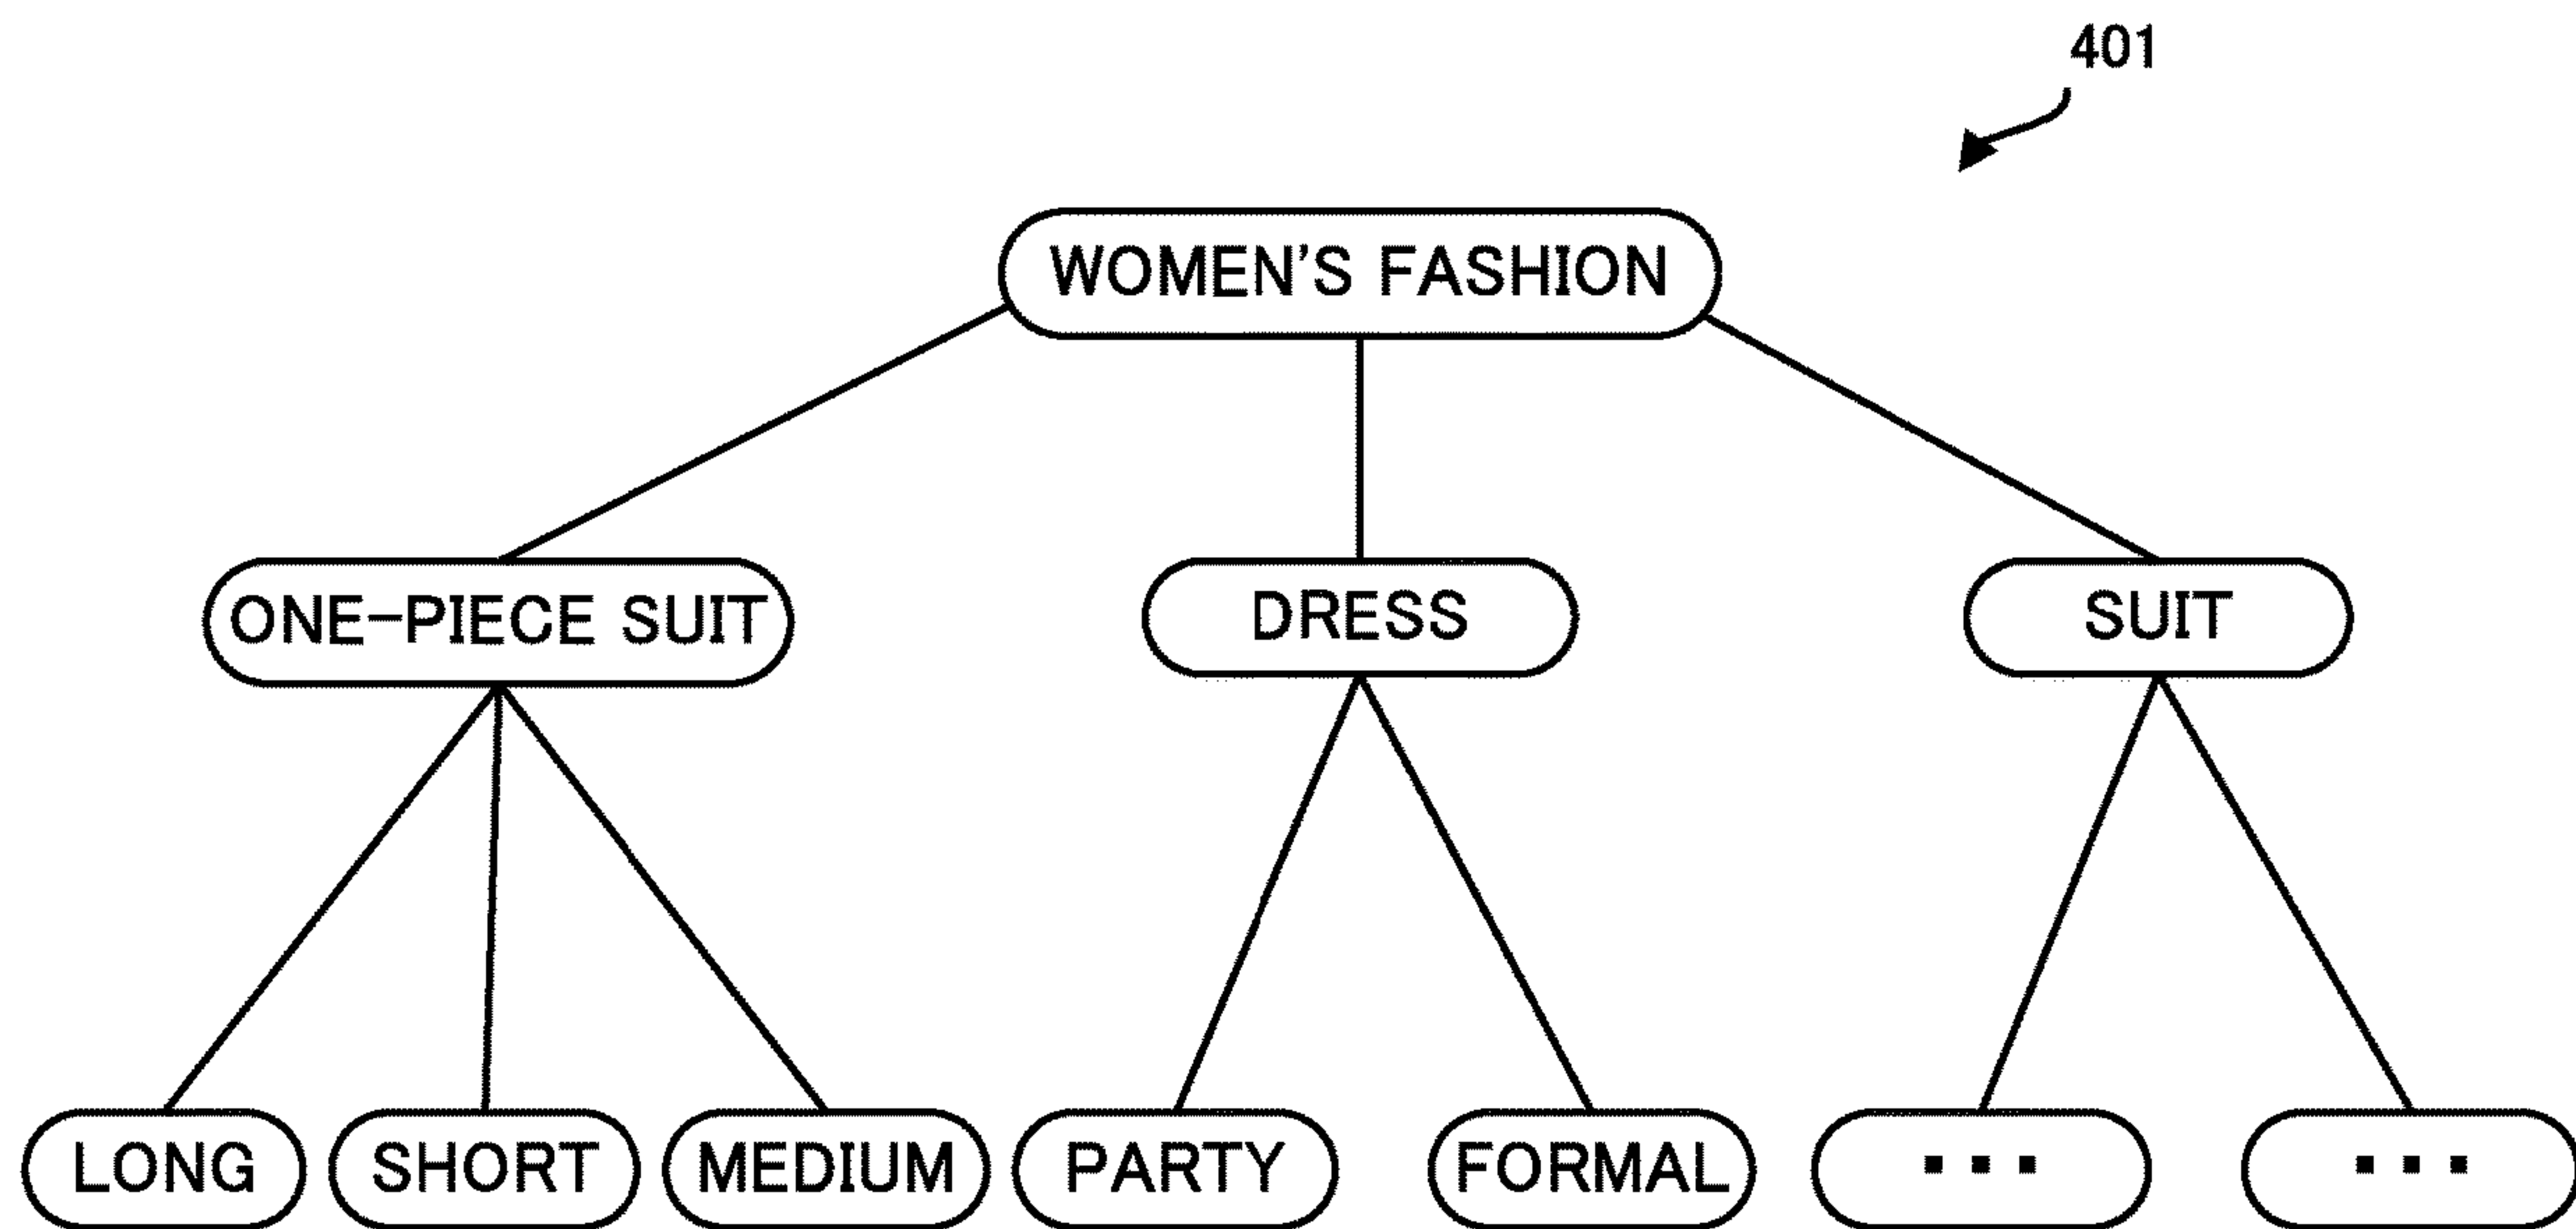 401
WOMEN'S FASHION
ONE-PIECE SUIT
DRESS
SUIT
LONG
SHORT
MEDIUM
PARTY
FORMAL
...
...